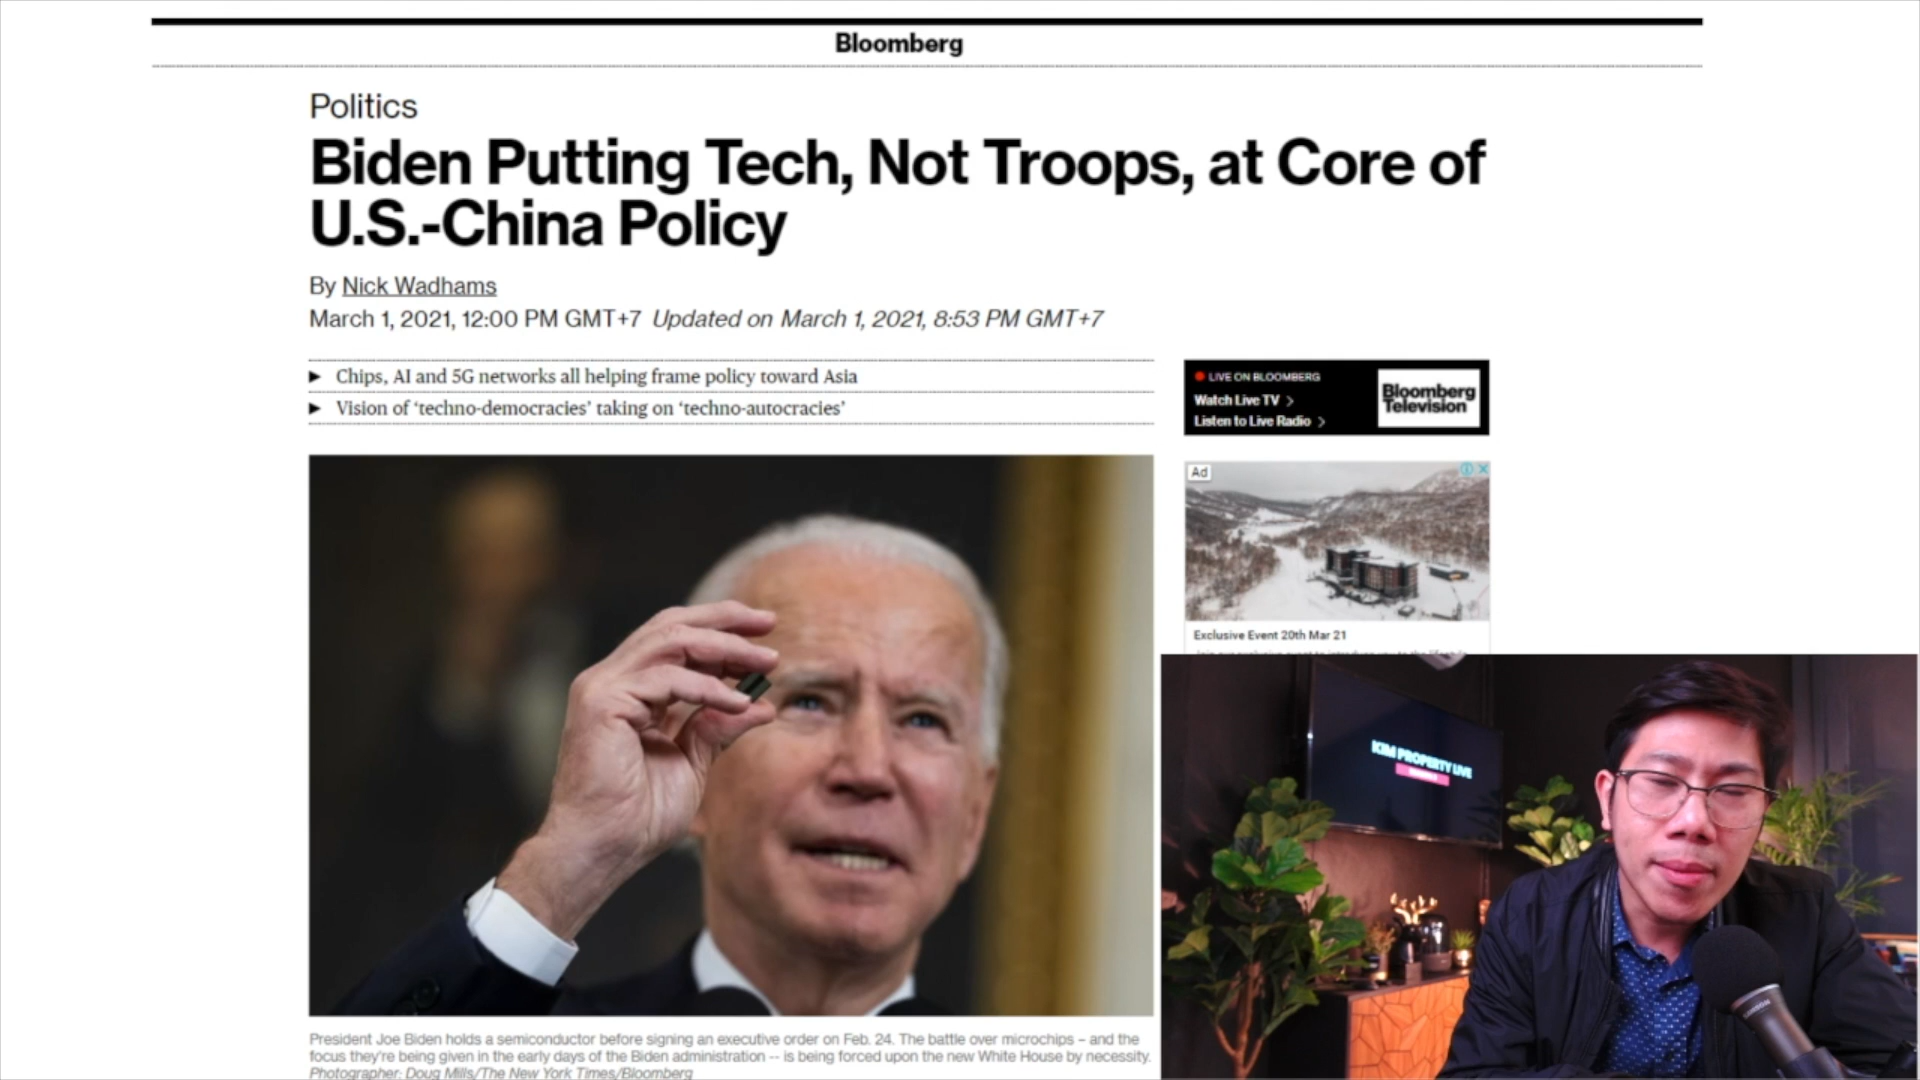 Bloomberg
Politics
Biden Putting Tech, Not Troops, at Core of
U.S.-China Policy
By Nick Wadhams
March 1, 2021, 12:00 PM GMT+7 Updated on March 1, 2021, 8:53 PM GMT+7
► Chips, AI and 5G networks all helping frame policy toward Asia
► Vision of ‘techno-democracies’ taking on ‘techno-autocracies’
LIVE ON BLOOMBERG
Watch Live TV >
Listen to Live Radio >
Bloomberg
Television
Ad
Exclusive Event 20th Mar 21
KIM PROPERTY LIVE
President Joe Biden holds a semiconductor before signing an executive order on Feb. 24. The battle over microchips – and the
focus they're being given in the early days of the Biden administration -- is being forced upon the new White House by necessity.
Photographer: Doug Mills/The New York Times/Bloomberg